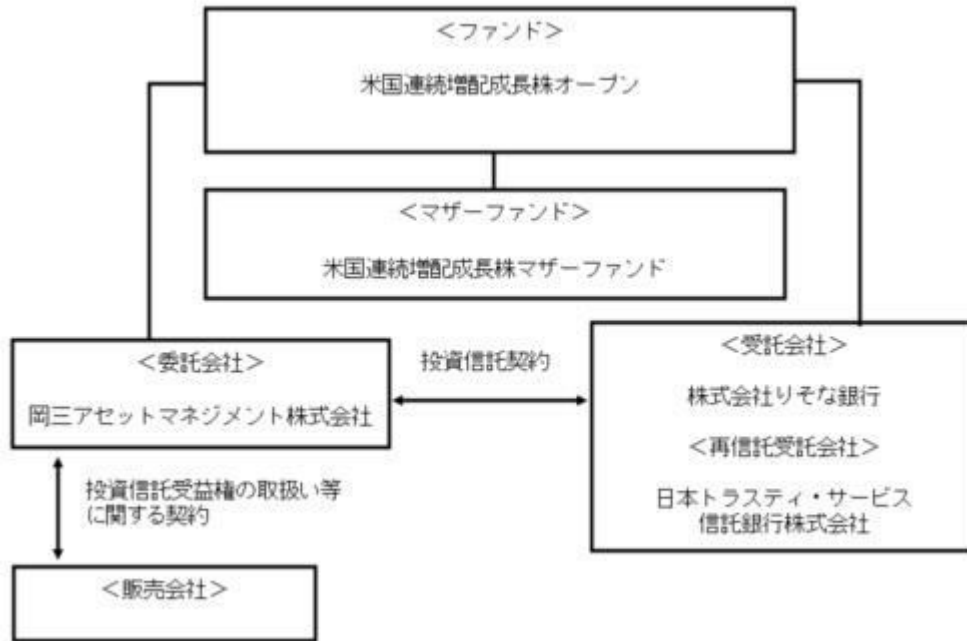 ＜ファンド＞
米国連続増配成長株オープン
＜マザーファンド＞
米国連続増配成長株マザーファンド
＜委託会社＞
岡三アセットマネジメント株式会社
投資信託契約
＜受託会社＞
株式会社りそな銀行
＜再信託受託会社＞
日本トラスティ・サービス
信託銀行株式会社
投資信託受益権の取扱い等
に関する契約
＜販売会社＞